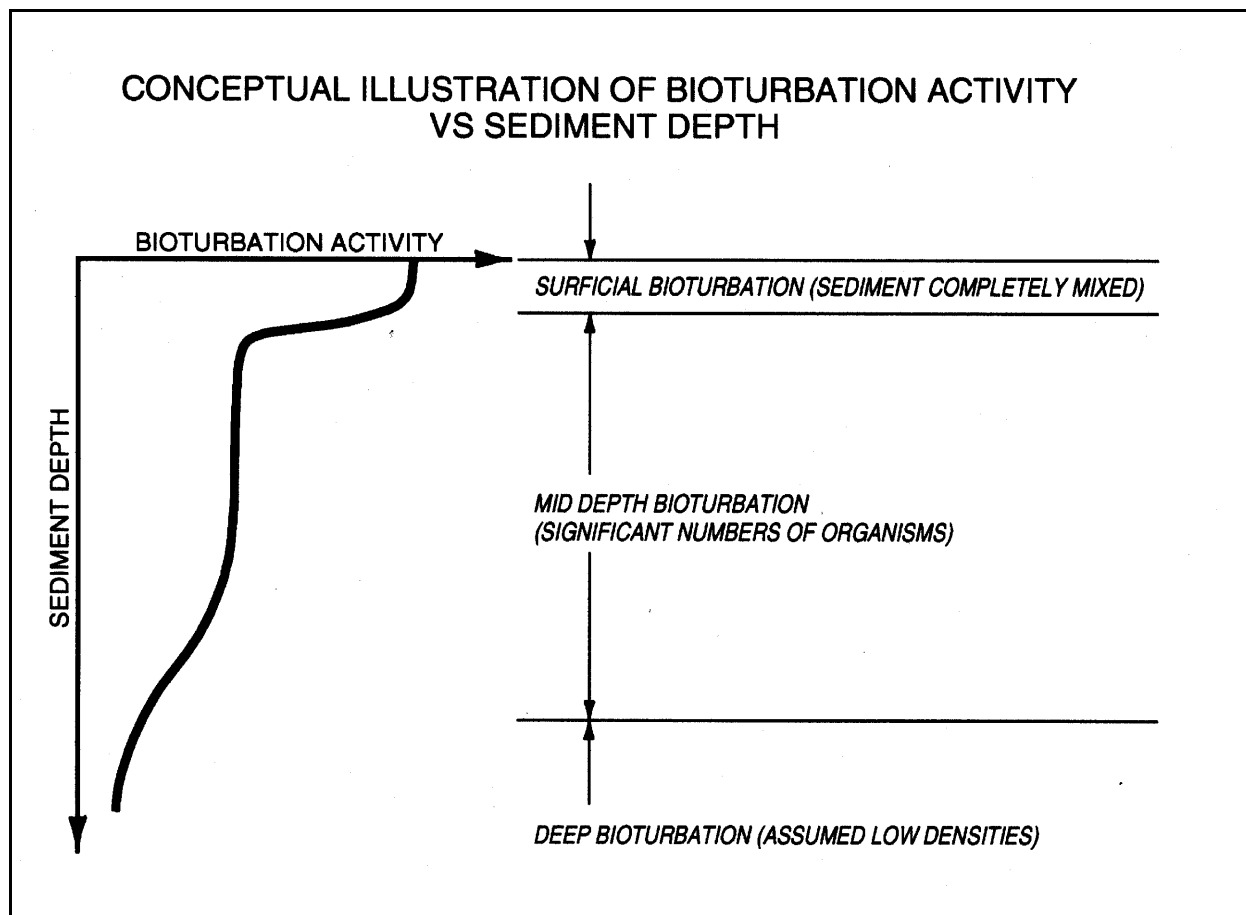 CONCEPTUAL ILLUSTRATION OF BIOTURBATION ACTIVITY
VS SEDIMENT DEPTH
BIOTURBATION ACTIVITY
SEDIMENT DEPTH
SURFICIAL BIOTURBATION (SEDIMENT COMPLETELY MIXED)
MID DEPTH BIOTURBATION
(SIGNIFICANT NUMBERS OF ORGANISMS)
DEEP BIOTURBATION (ASSUMED LOW DENSITIES)